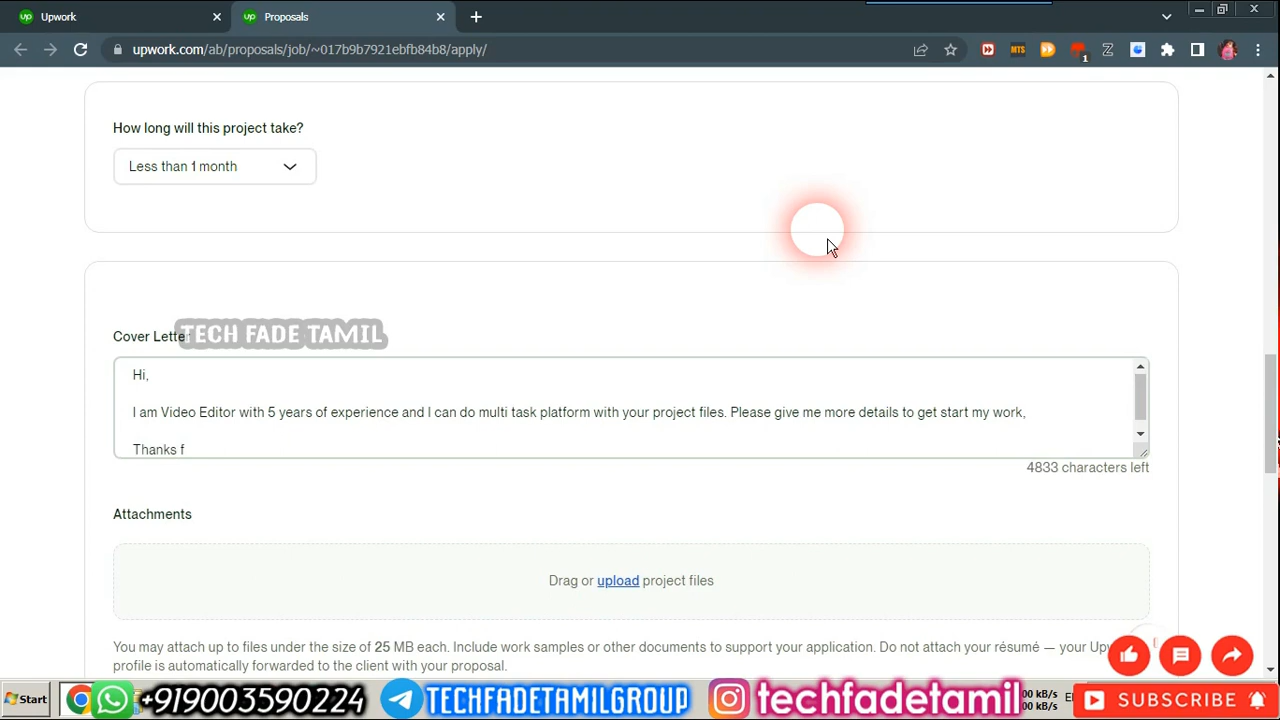 Upwork
Proposals
upwork.com/ab/proposals/job/~017b9b7921ebfb84b8/apply/
MTS
1
How long will this project take?
Less than 1 month
Cover Letter
TECH FADE TAMIL
Hi,
I am Video Editor with 5 years of experience and I can do multi task platform with your project files. Please give me more details to get start my work,
Thanks f
4833 characters left
Attachments
Drag or upload project files
You may attach up to files under the size of 25 MB each. Include work samples or other documents to support your application. Do not attach your résumé — your Upw
profile is automatically forwarded to the client with your proposal.
Start
+919003590224
TECHFADETAMILGROUP
techfadetamil
SUBSCRIBE